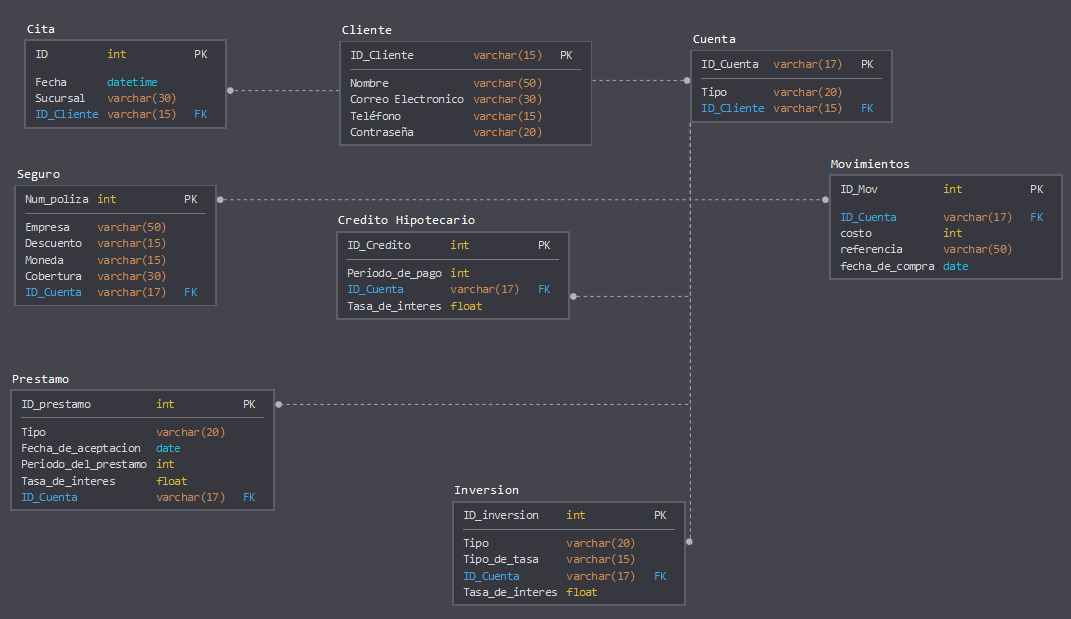 Cita
ID int PK
Fecha datetime
Sucursal varchar(30)
ID_Cliente varchar(15) FK
Cliente
ID_Cliente varchar(15) PK
Nombre varchar(50)
Correo Electronico varchar(30)
Teléfono varchar(15)
Contraseña varchar(20)
Cuenta
ID_Cuenta varchar(17) PK
Tipo varchar(20)
ID_Cliente varchar(15) FK
Seguro
Num_poliza int PK
Empresa varchar(50)
Descuento varchar(15)
Moneda varchar(15)
Cobertura varchar(30)
ID_Cuenta varchar(17) FK
Credito Hipotecario
ID_Credito int PK
Periodo_de_pago int
ID_Cuenta varchar(17) FK
Tasa_de_interes float
Movimientos
ID_Mov int PK
ID_Cuenta varchar(17) FK
costo int
referencia varchar(50)
fecha_de_compra date
Prestamo
ID_prestamo int PK
Tipo varchar(20)
Fecha_de_aceptacion date
Periodo_del_prestamo int
Tasa_de_interes float
ID_Cuenta varchar(17) FK
Inversion
ID_inversion int PK
Tipo varchar(20)
Tipo_de_tasa varchar(15)
ID_Cuenta varchar(17) FK
Tasa_de_interes float